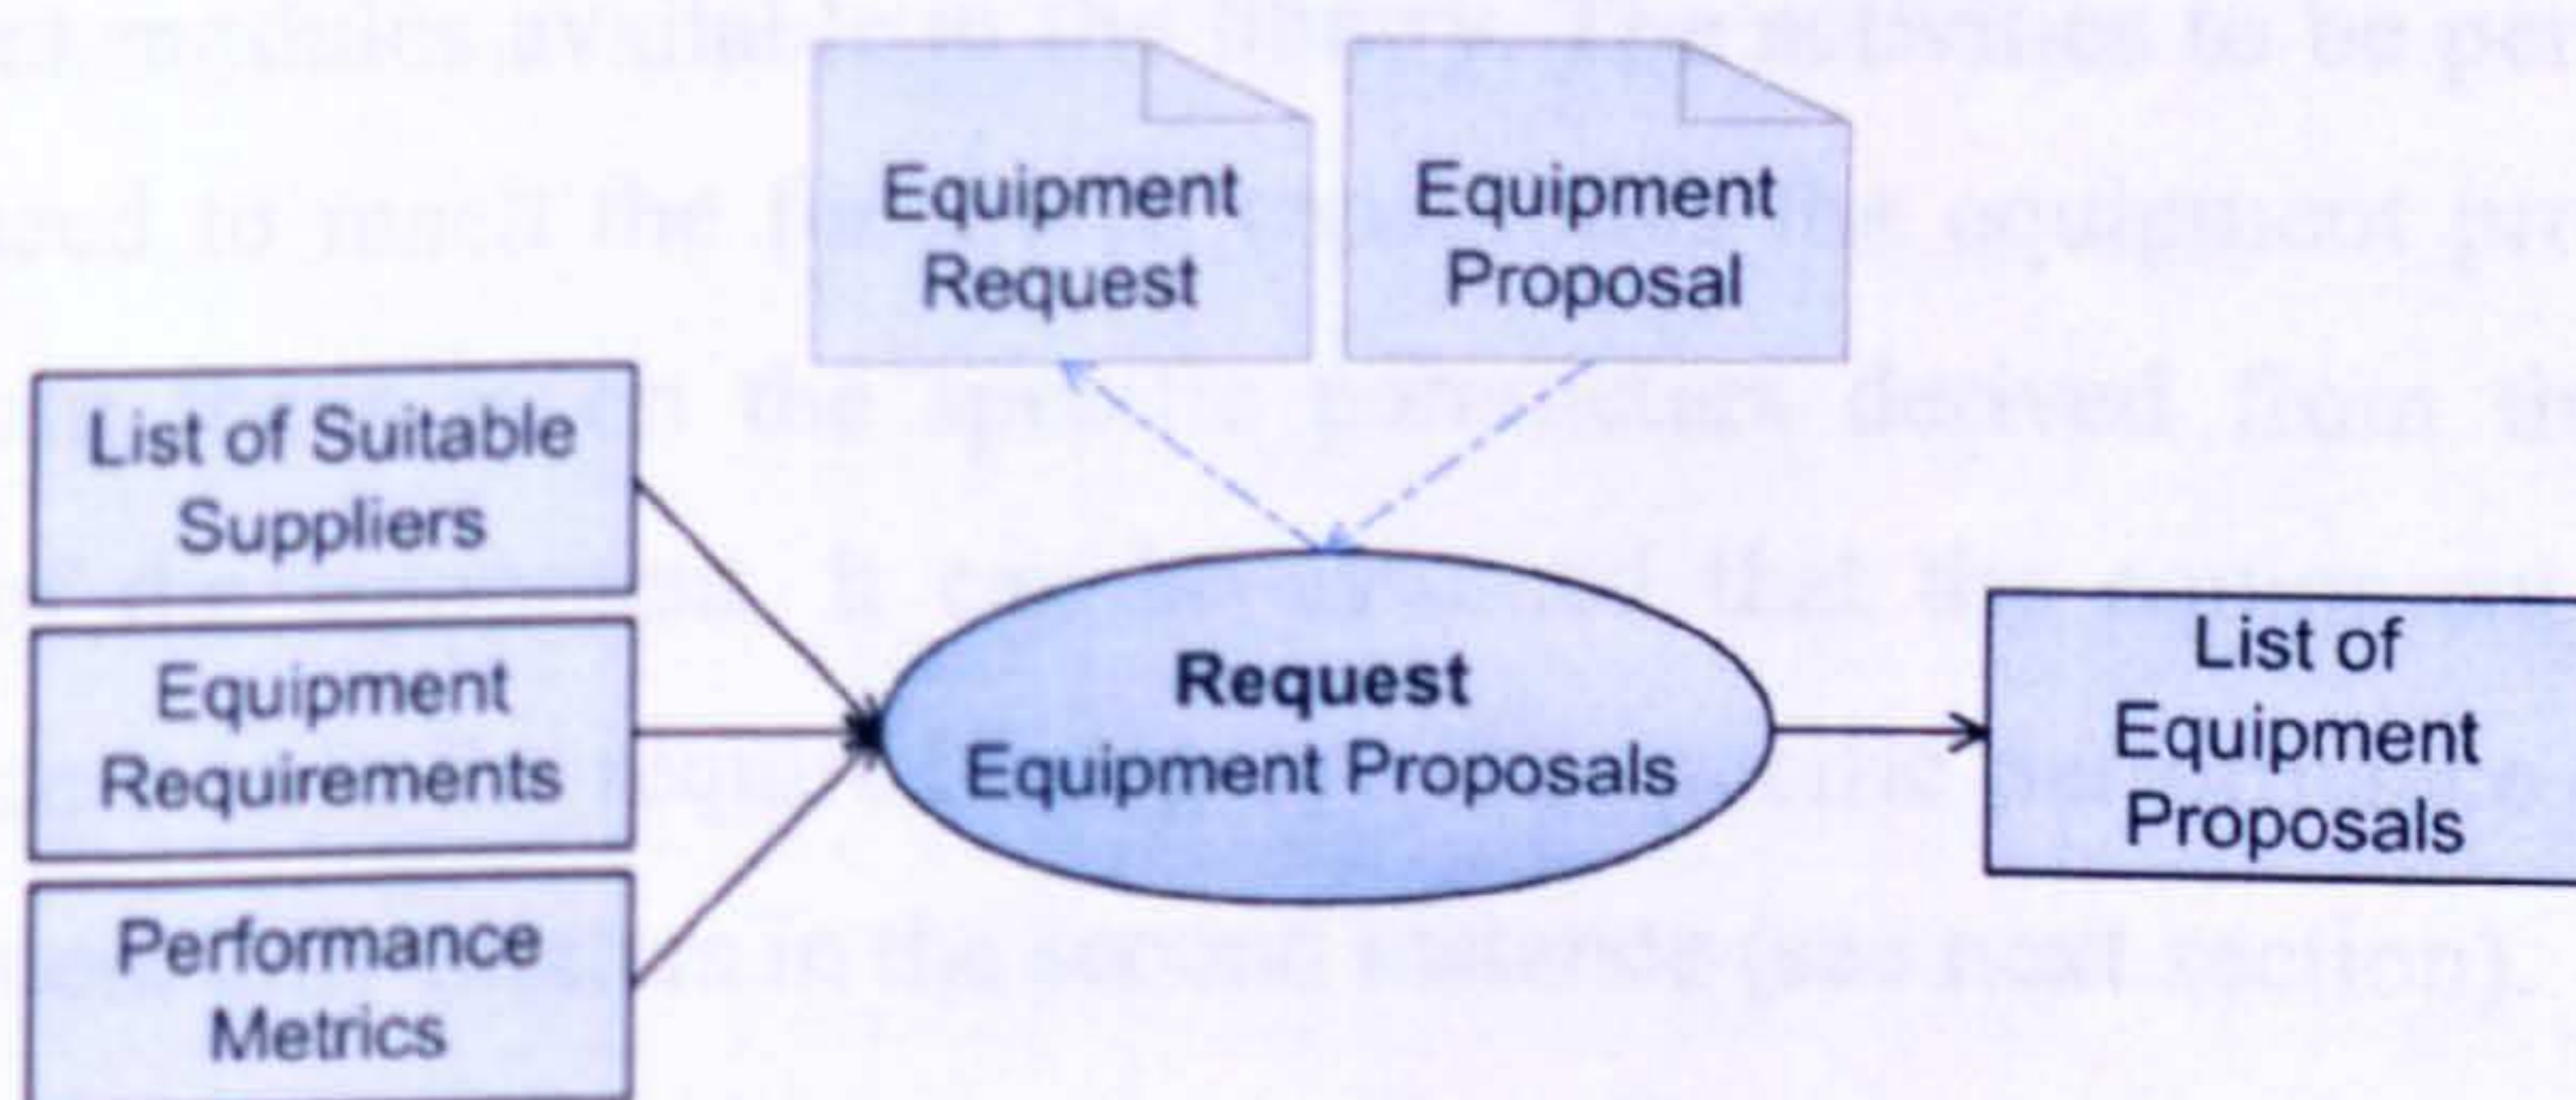 Equipment
Request
Equipment
Proposal
List of Suitable
Suppliers
Equipment
Requirements
Performance
Metrics
Request
Equipment Proposals
List of
Equipment
Proposals